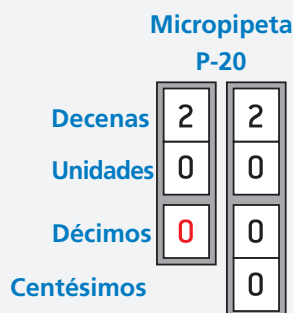 Micropipeta
P-20
Decenas 2 2
Unidades 0 0
Décimos 0 0
Centésimos 0